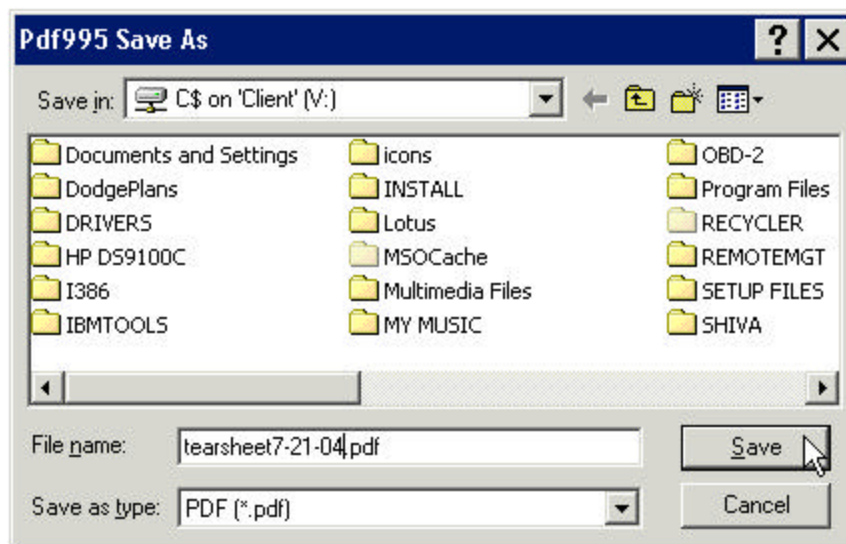 Pdf995 Save As
Save in: C$ on 'Client' (V:)
Documents and Settings icons OBD-2
DodgePlans INSTALL Program Files
DRIVERS Lotus RECYCLER
HP DS9100C MSOCache REMOTEMGT
I386 Multimedia Files SETUP FILES
IBMTOOLS MY MUSIC SHIVA
File name: tearsheet7-21-04.pdf Save
Save as type: PDF (*.pdf) Cancel